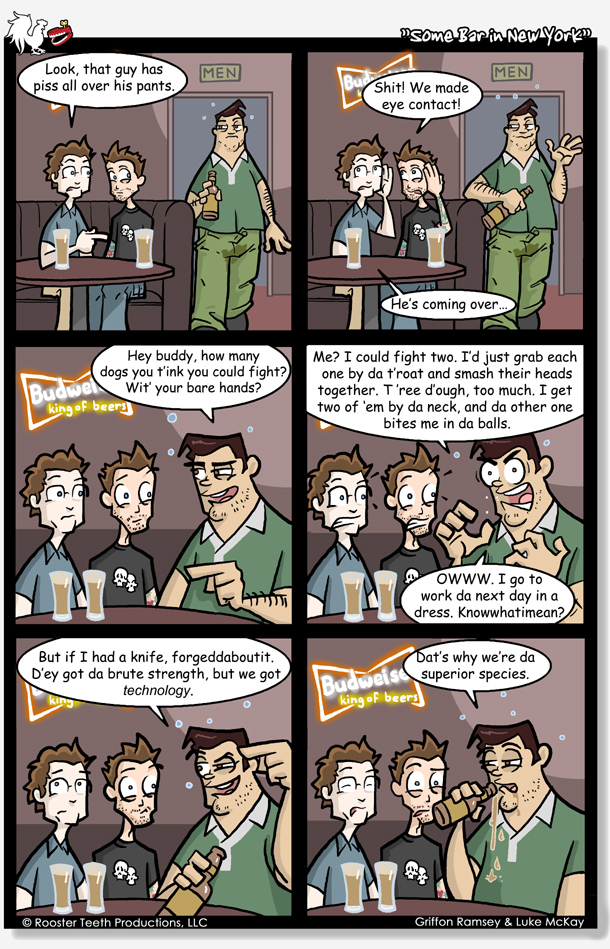 "Some Bar in New York"
Look, that guy has
piss all over his pants.
MEN
Budweiser
Shit! We made
eye contact!
MEN
He's coming over...
Hey buddy, how many
dogs you t'ink you could fight?
Wit' your bare hands?
Budweise
king of beers
Me? I could fight two. I'd just grab each
one by da t'roat and smash their heads
together. T 'ree d'ough, too much. I get
two of 'em by da neck, and da other one
bites me in da balls.
OWWW. I go to
work da next day in a
dress. Knowwhatimean?
But if I had a knife, forgeddaboutit.
D'ey got da brute strength, but we got
technology.
Dat's why we're da
superior species.
Budweise
king of beers
© Rooster Teeth Productions, LLC
Griffon Ramsey & Luke McKay